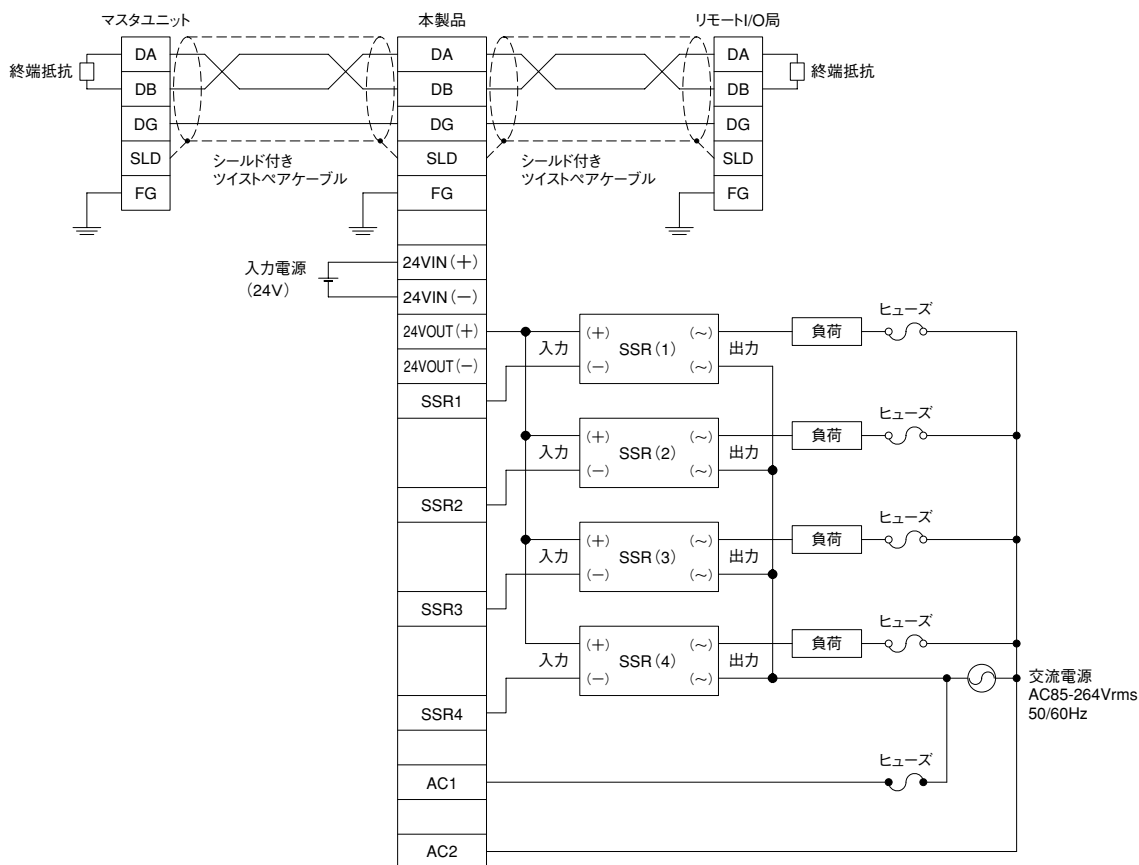 マスタユニット
本製品
リモートI/O局
終端抵抗
DA
DB
DG
SLD
FG
シールド付き
ツイストペアケーブル
DA
DB
DG
SLD
FG
シールド付き
ツイストペアケーブル
DA
DB
DG
SLD
FG
終端抵抗
入力電源
(24V)
24VIN(+)
24VIN(−)
24VOUT(+)
24VOUT(−)
SSR1
SSR2
SSR3
SSR4
AC1
AC2
入力
(+)
(−)
SSR(1)
(~)
(~)
出力
負荷
ヒューズ
入力
(+)
(−)
SSR(2)
(~)
(~)
出力
負荷
ヒューズ
入力
(+)
(−)
SSR(3)
(~)
(~)
出力
負荷
ヒューズ
入力
(+)
(−)
SSR(4)
(~)
(~)
出力
負荷
ヒューズ
交流電源
AC85-264Vrms
50/60Hz
ヒューズ